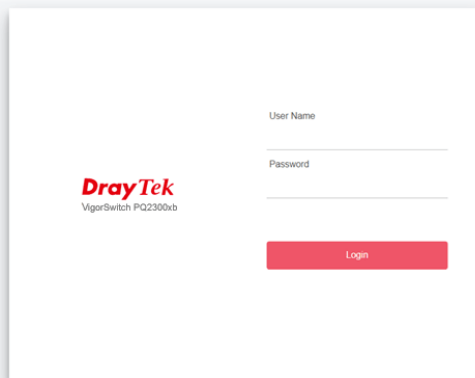 User Name
Password
DrayTek
VigorSwitch PQ2300xb
Login